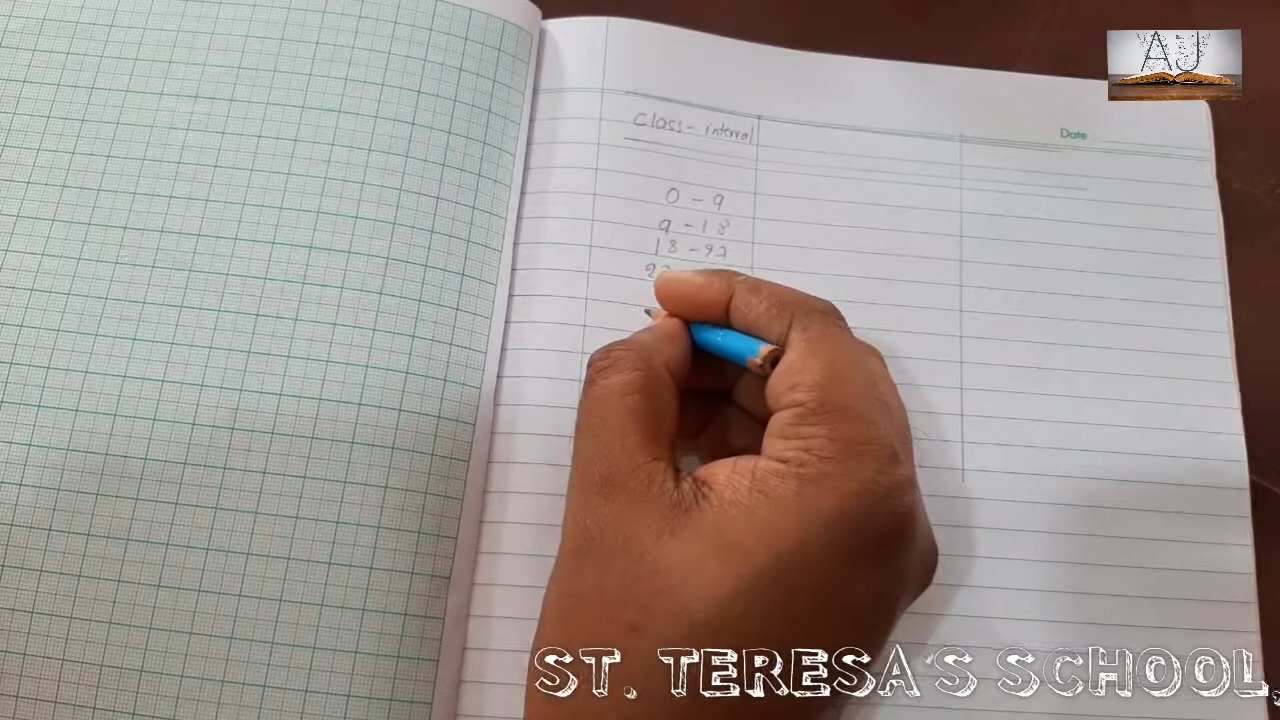 AJ
Date
Class - interval
0 - 9
9 - 18
18 - 27
ST. TERESA'S SCHOOL,